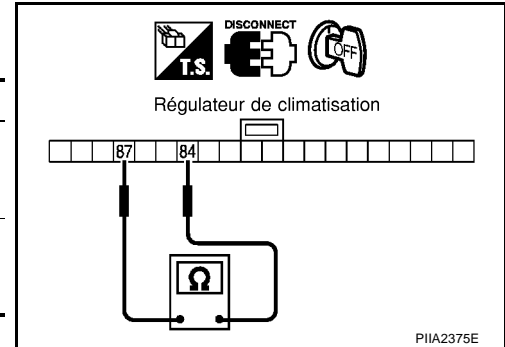 DISCONNECT
T.S.
OFF
Régulateur de climatisation
87 84
Ω
PIIA2375E